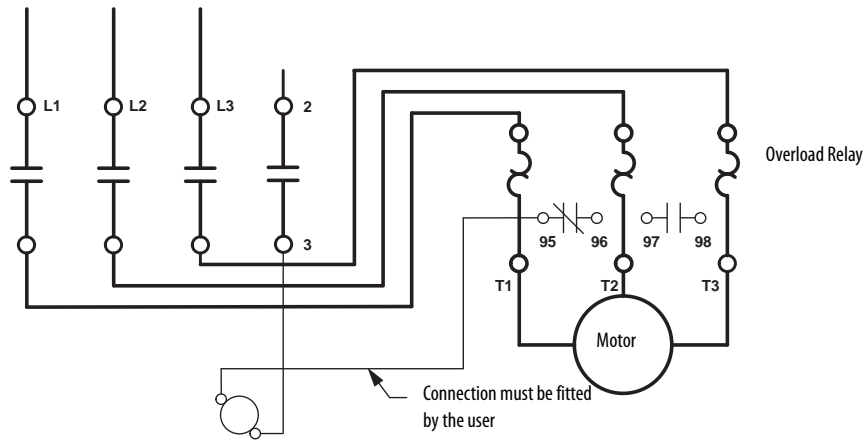 L1
L2
L3
2
Overload Relay
95
96
97
98
3
T1
T2
T3
Motor
Connection must be fitted
by the user